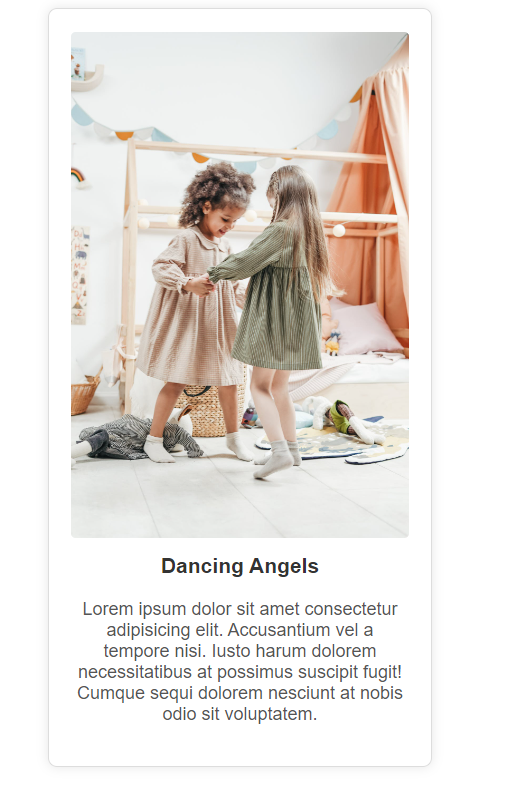 Dancing Angels
Lorem ipsum dolor sit amet consectetur
adipisicing elit. Accusantium vel a
tempore nisi. Iusto harum dolorem
necessitatibus at possimus suscipit fugit!
Cumque sequi dolorem nesciunt at nobis
odio sit voluptatem.